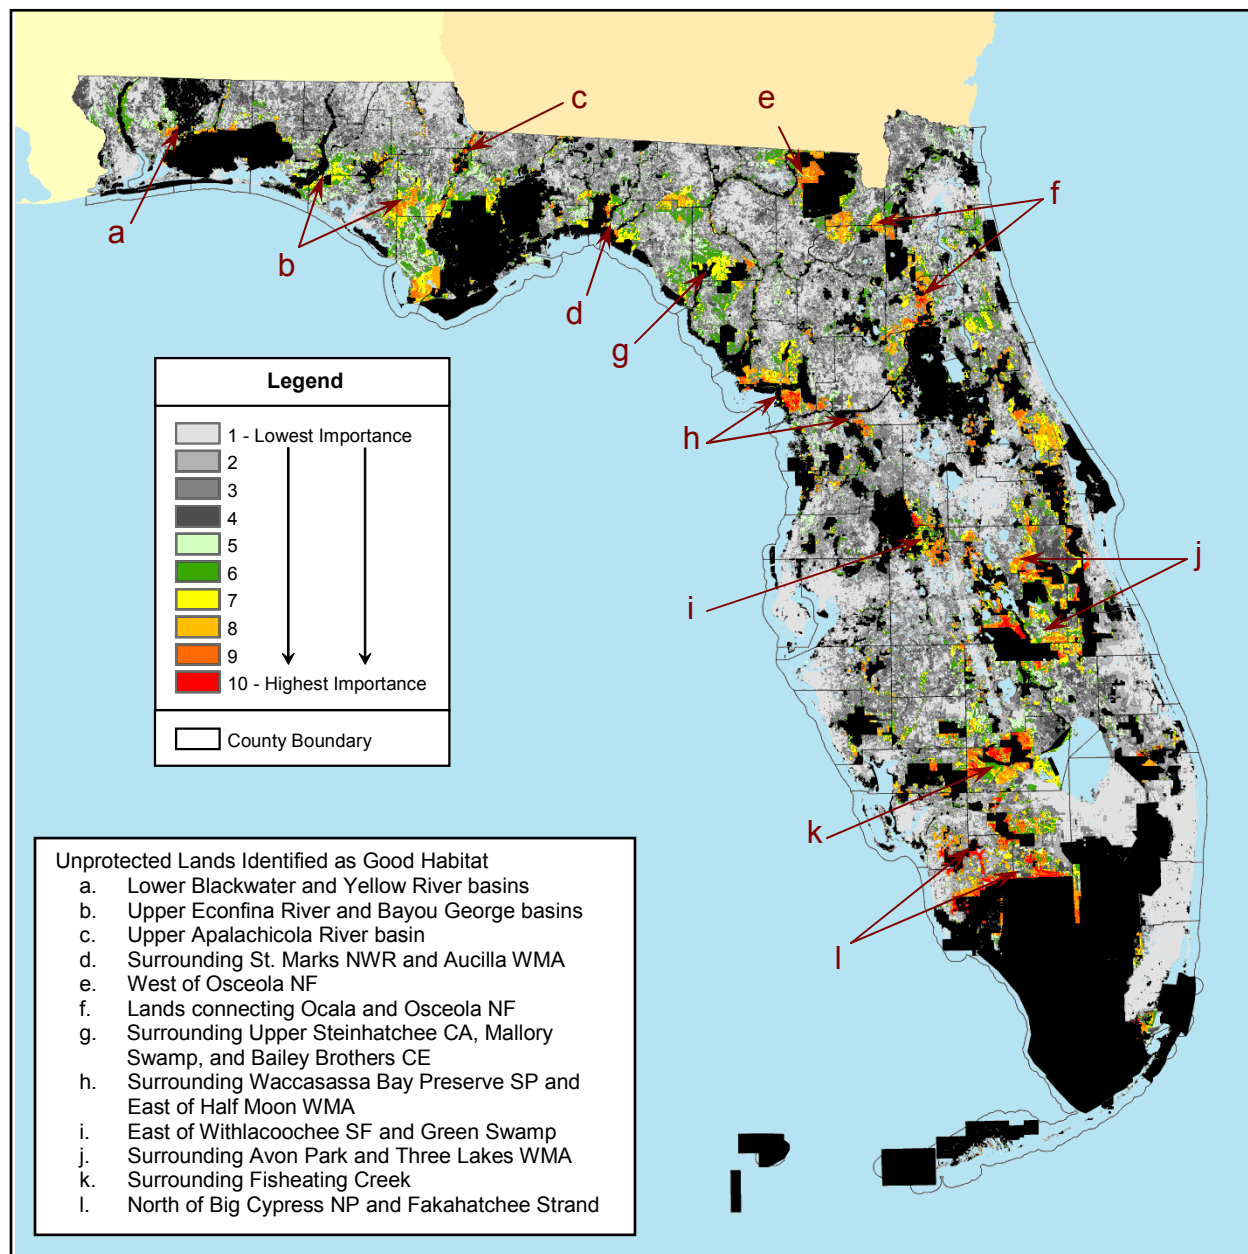 a
b
c
d
e
f
g
h
i
j
k
l
Legend
1 - Lowest Importance
2
3
4
5
6
7
8
9
10 - Highest Importance
County Boundary
Unprotected Lands Identified as Good Habitat
a. Lower Blackwater and Yellow River basins
b. Upper Econfina River and Bayou George basins
c. Upper Apalachicola River basin
d. Surrounding St. Marks NWR and Aucilla WMA
e. West of Osceola NF
f. Lands connecting Ocala and Osceola NF
g. Surrounding Upper Steinhatchee CA, Mallory
Swamp, and Bailey Brothers CE
h. Surrounding Waccasassa Bay Preserve SP and
East of Half Moon WMA
i. East of Withlacoochee SF and Green Swamp
j. Surrounding Avon Park and Three Lakes WMA
k. Surrounding Fisheating Creek
l. North of Big Cypress NP and Fakahatchee Strand